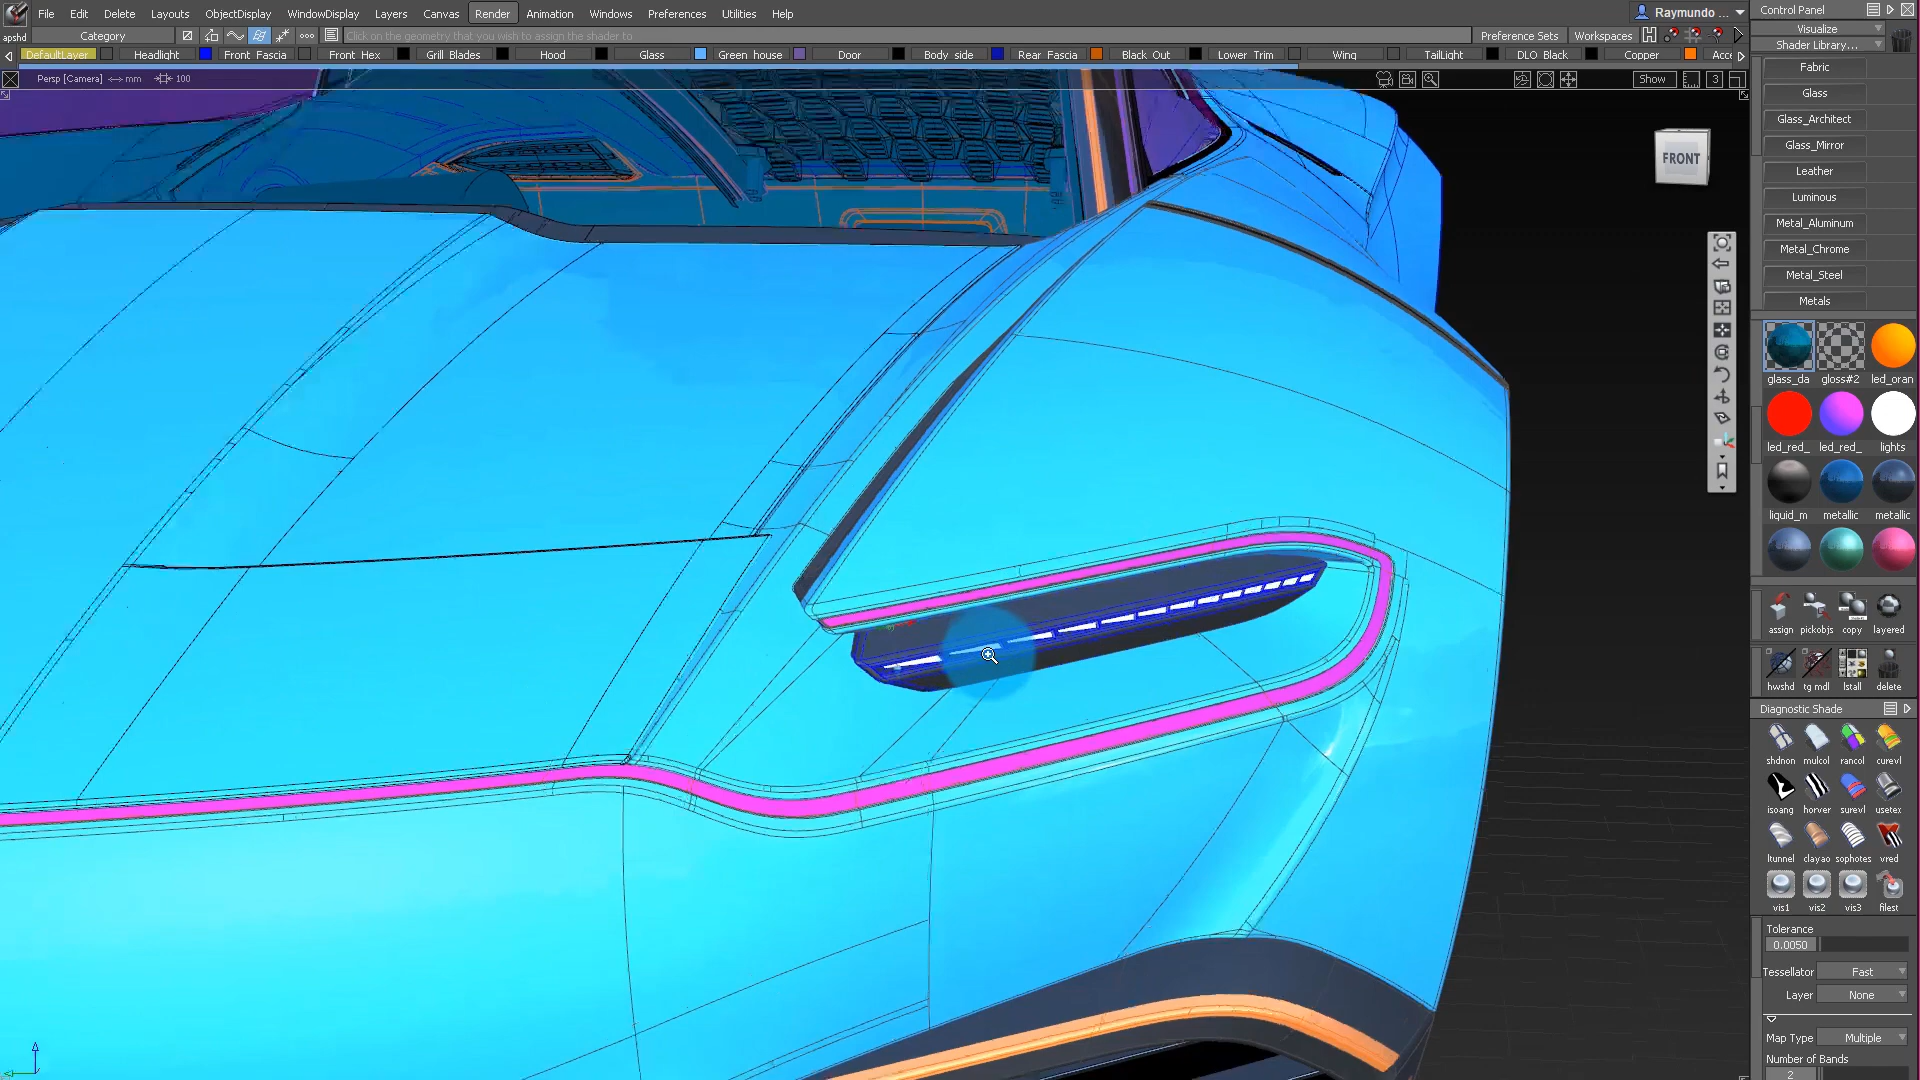 File Edit Delete Layouts ObjectDisplay WindowDisplay Layers Canvas Render Animation Windows Preferences Utilities Help
Raymundo ...
Control Panel
apshd
Category
Click on the geometry that you wish to assign the shader to
Preference Sets
Workspaces
Visualize
Shader Library...
DefaultLayer Headlight Front Fascia Front Hex Grill Blades Hood Glass Green house Door Body side Rear Fascia Black Out Lower Trim Wing TailLight DLO Black Copper Acce
Persp [Camera] mm 100
Show
3
Fabric
Glass
Glass_Architect
Glass_Mirror
Leather
Luminous
Metal_Aluminum
Metal_Chrome
Metal_Steel
Metals
FRONT
glass_da gloss#2 led_oran
led_red_ led_red_ lights
liquid_m metallic metallic
assign pickobjs copy layered
hwshd tg mdl lstall delete
Diagnostic Shade
shdnon mulcol rancol curevl
isoang horver surevl usetex
ltunnel clayao sophotes vred
vis1 vis2 vis3 filest
Tolerance
0.0050
Tessellator Fast
Layer None
Map Type Multiple
Number of Bands
2